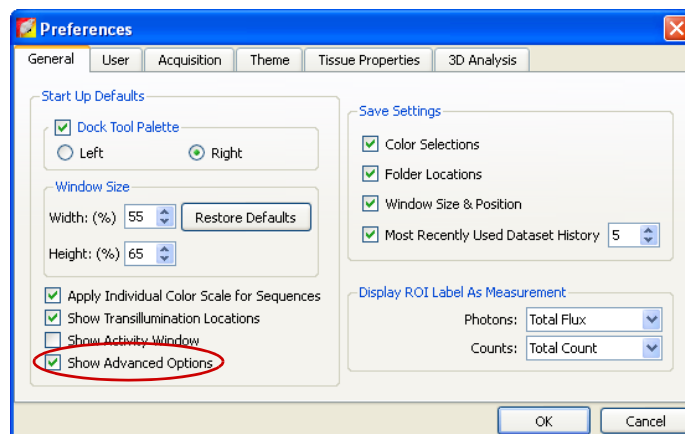 Preferences
General User Acquisition Theme Tissue Properties 3D Analysis
Start Up Defaults
Dock Tool Palette
Left Right
Window Size
Width: (%) 55 Restore Defaults
Height: (%) 65
Apply Individual Color Scale for Sequences
Show Transillumination Locations
Show Activity Window
Show Advanced Options
Save Settings
Color Selections
Folder Locations
Window Size & Position
Most Recently Used Dataset History 5
Display ROI Label As Measurement
Photons: Total Flux
Counts: Total Count
OK Cancel